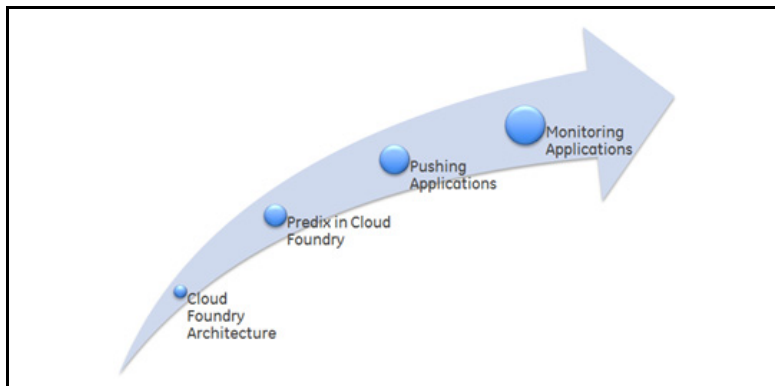 Monitoring
Applications
Pushing
Applications
Predix in Cloud
Foundry
Cloud
Foundry
Architecture